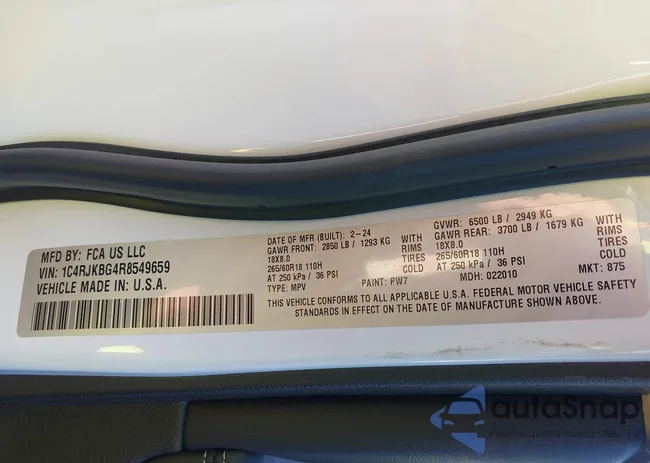 MFD BY: FCA US LLC
VIN: 1C4RJKBG4R8549659
VEHICLE MADE IN: U.S.A.
DATE OF MFR (BUILT): 2-24
GAWR FRONT: 2850 LB / 1293 KG WITH
18X8.0 RIMS
265/60R18 110H TIRES
AT 250 kPa / 36 PSI COLD
TYPE: MPV PAINT: PW7
GVWR: 6500 LB / 2949 KG
GAWR REAR: 3700 LB / 1679 KG WITH
18X8.0 RIMS
265/60R18 110H TIRES
AT 250 kPa / 36 PSI COLD
MDH: 022010 MKT: 875
THIS VEHICLE CONFORMS TO ALL APPLICABLE U.S.A. FEDERAL MOTOR VEHICLE SAFETY
STANDARDS IN EFFECT ON THE DATE OF MANUFACTURE SHOWN ABOVE.
autoSnap